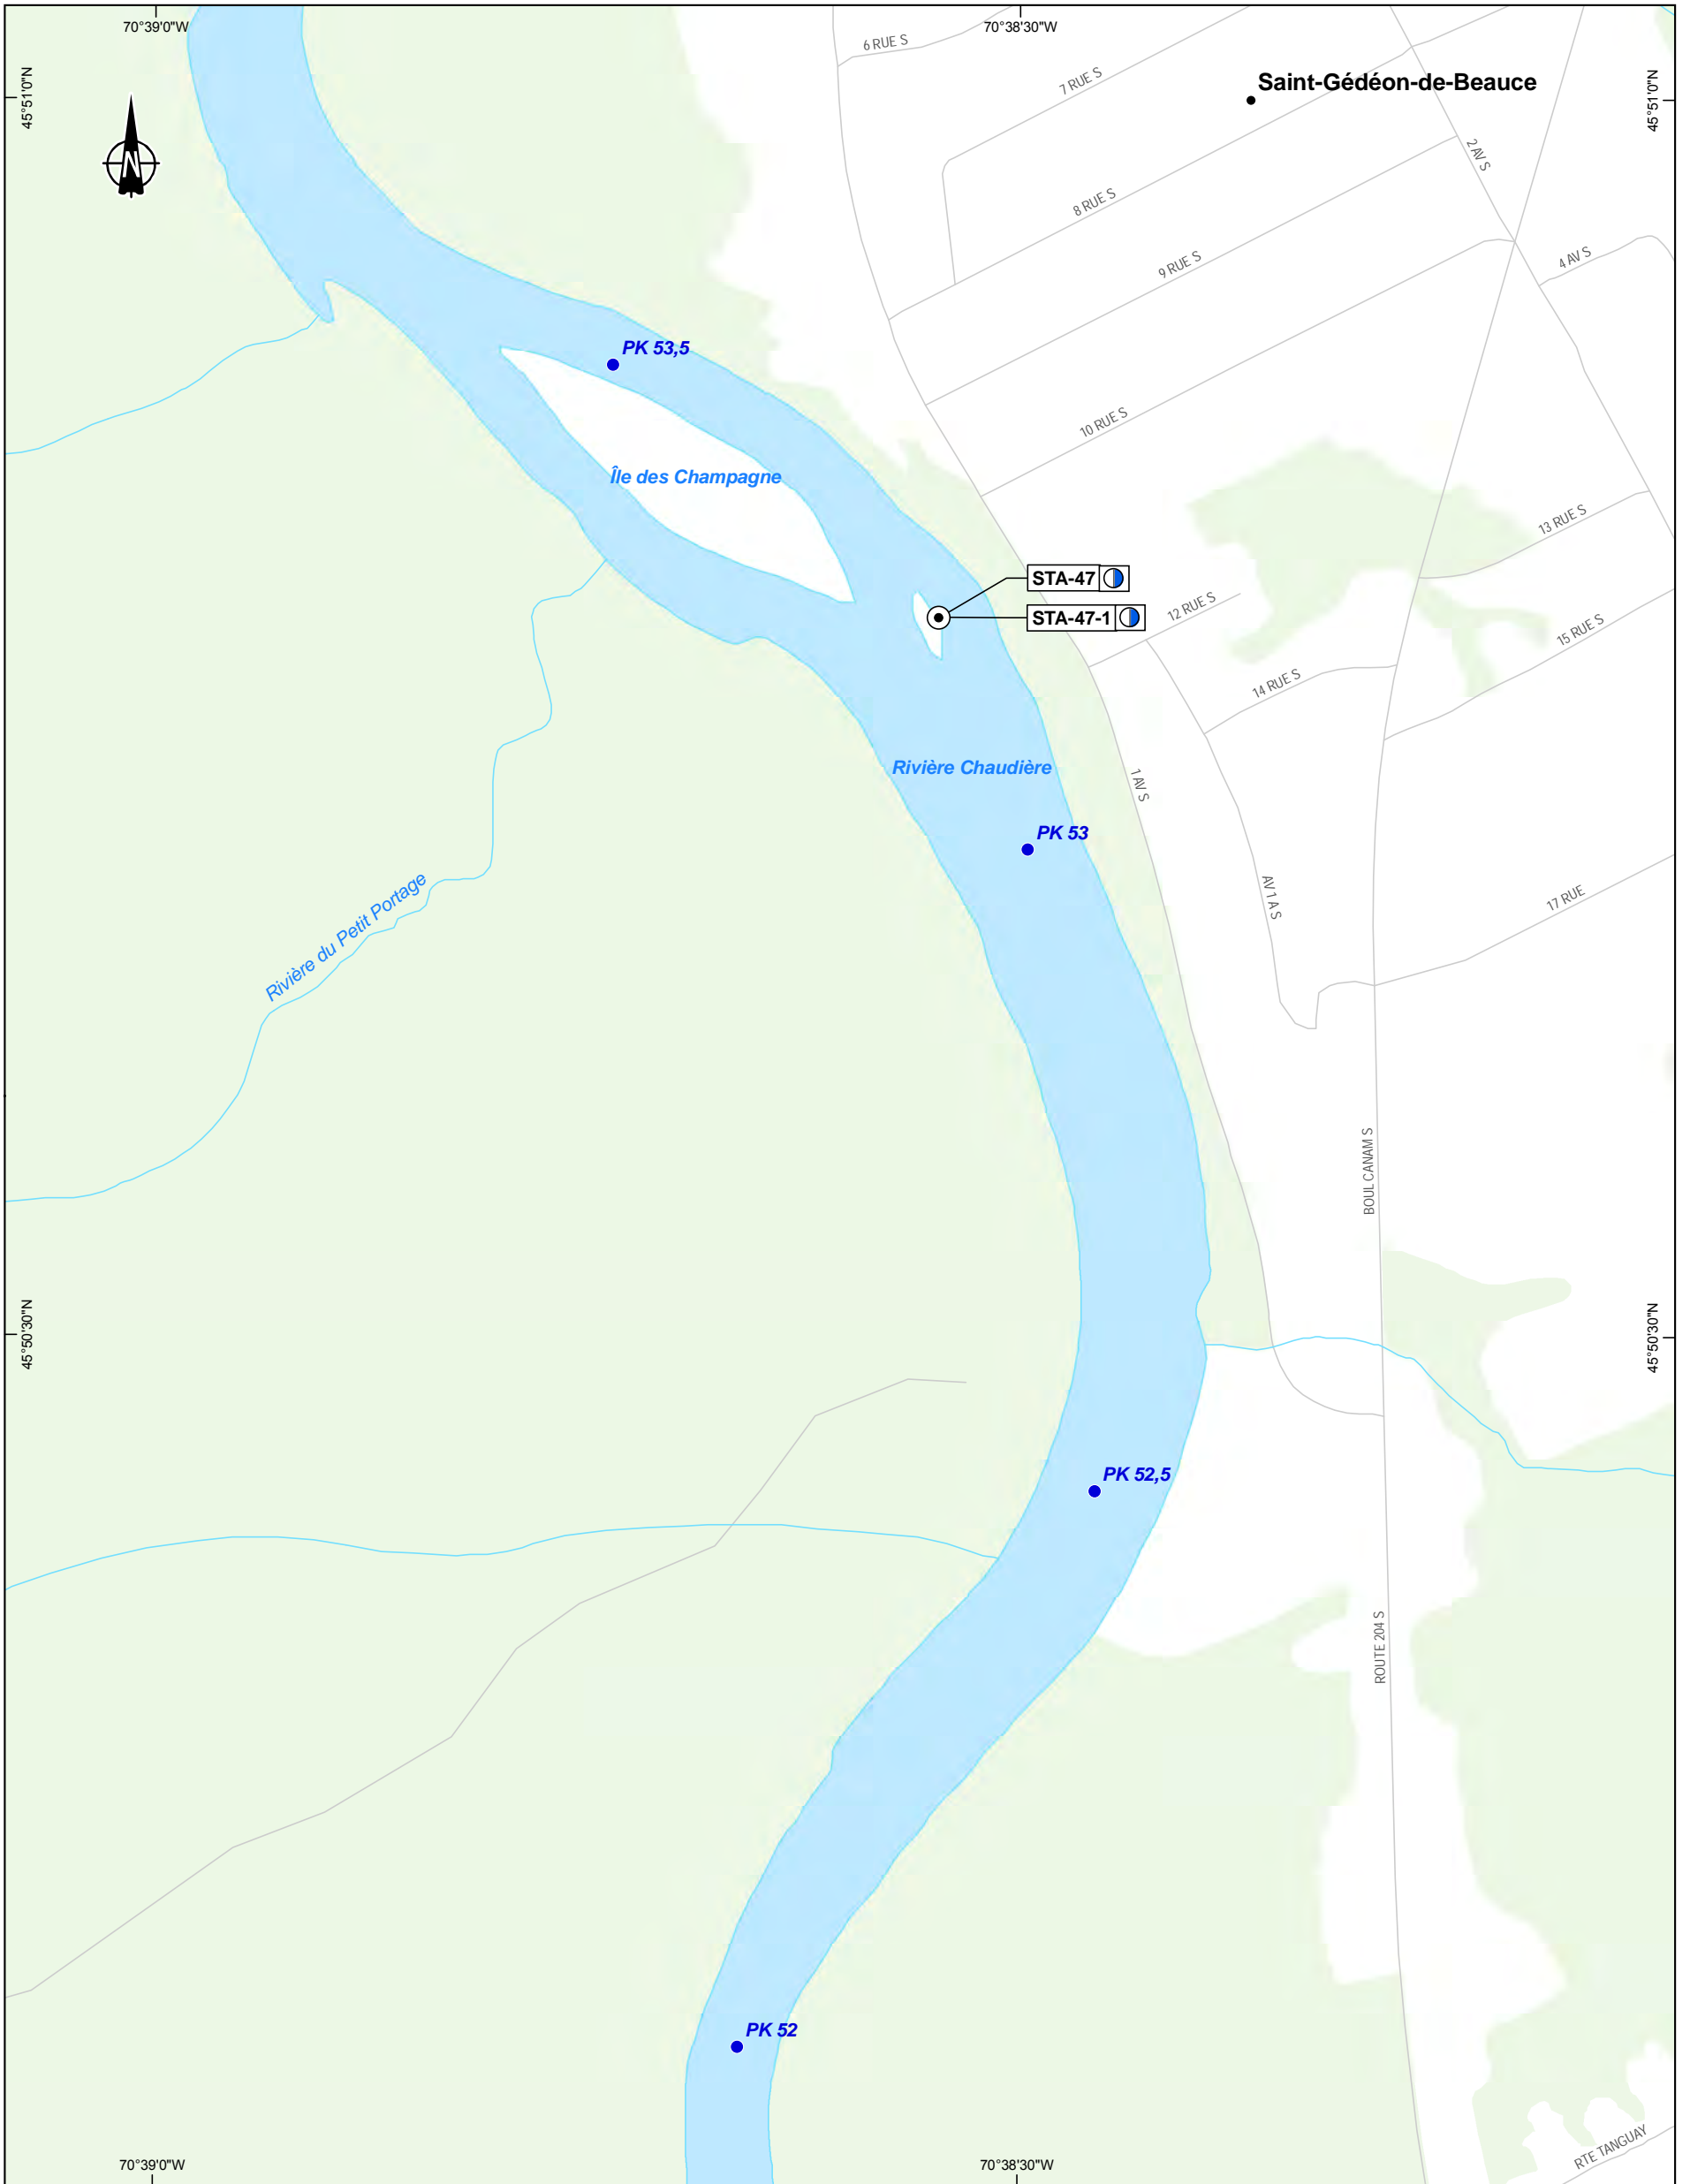 70°39'0"W
70°38'30"W
45°51'0"N
45°51'0"N
6 RUE S
7 RUE S
Saint-Gédéon-de-Beauce
N
2 AV S
8 RUE S
9 RUE S
4 AV S
PK 53,5
10 RUE S
Île des Champagne
13 RUE S
STA-47
STA-47-1
12 RUE S
15 RUE S
14 RUE S
Rivière Chaudière
1 AV S
PK 53
AV 1 A S
17 RUE
Rivière du Petit Portage
BOUL CANAM S
45°50'30"N
45°50'30"N
PK 52,5
ROUTE 204 S
PK 52
RTE TANGUAY
70°39'0"W
70°38'30"W